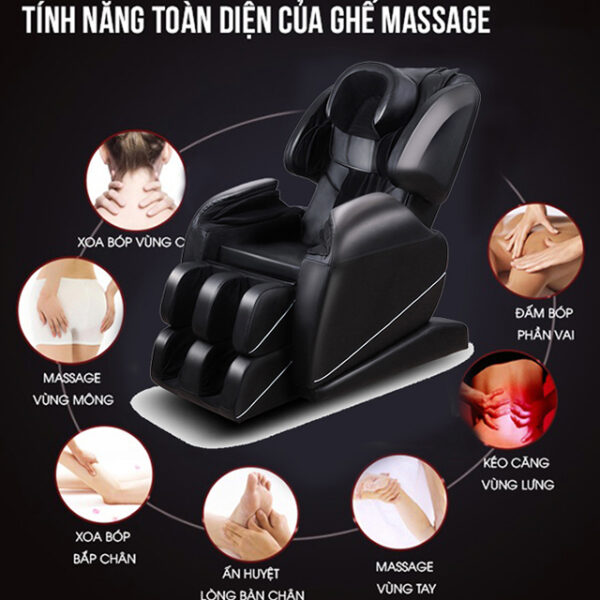 TÍNH NĂNG TOÀN DIỆN CỦA GHẾ MASSAGE
XOA BÓP VÙNG C
ĐẤM BÓP
PHẦN VAI
MASSAGE
VÙNG MÔNG
KÉO CĂNG
VÙNG LƯNG
XOA BÓP
BẮP CHÂN
ẤN HUYỆT
LÒNG BÀN CHÂN
MASSAGE
VÙNG TAY